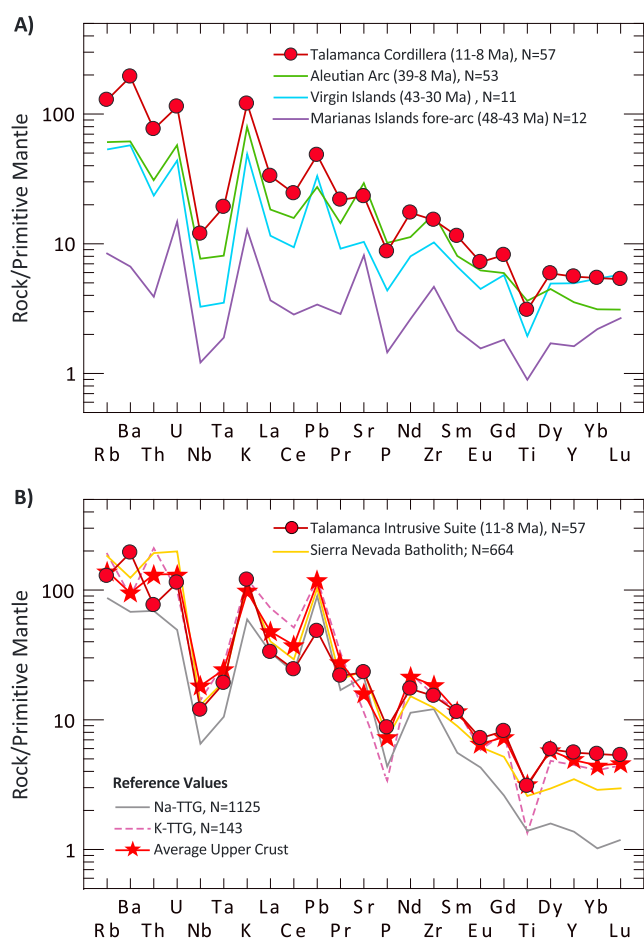 A)
Talamanca Cordillera (11-8 Ma), N=57
Aleutian Arc (39-8 Ma), N=53
Virgin Islands (43-30 Ma) , N=11
Marianas Islands fore-arc (48-43 Ma) N=12
Rock/Primitive Mantle
100
10
1
Ba U Ta La Pb Sr Nd Sm Gd Dy Yb
Rb Th Nb K Ce Pr P Zr Eu Ti Y Lu
B)
Talamanca Intrusive Suite (11-8 Ma), N=57
Sierra Nevada Batholith; N=664
Rock/Primitive Mantle
100
10
1
Reference Values
Na-TTG, N=1125
K-TTG, N=143
Average Upper Crust
Ba U Ta La Pb Sr Nd Sm Gd Dy Yb
Rb Th Nb K Ce Pr P Zr Eu Ti Y Lu